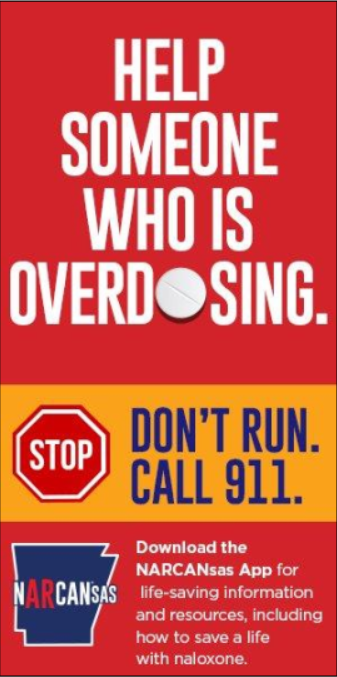 HELP
SOMEONE
WHO IS
OVERDOSING.
STOP
DON'T RUN.
CALL 911.
NARCANsas
Download the
NARCANsas App for
life-saving information
and resources, including
how to save a life
with naloxone.